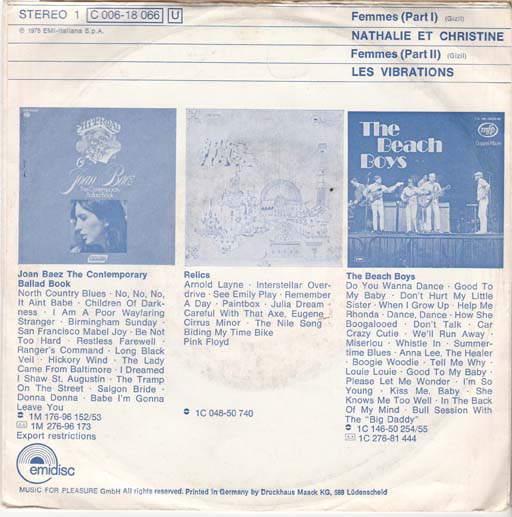 STEREO 1 C 006-18 066 U
℗ 1975 EMI-Italiana S.p.A.
Femmes (Part I) (Gizil)
NATHALIE ET CHRISTINE
Femmes (Part II) (Gizil)
LES VIBRATIONS
Joan Baez
The Contemporary
Ballad Book
The
Beach
Boys
mfp
Joan Baez The Contemporary
Ballad Book
North Country Blues · No, No, No,
It Aint Babe · Children Of Dark-
ness · I Am A Poor Wayfaring
Stranger · Birmingham Sunday ·
San Francisco Mabel Joy · Be Not
Too Hard · Restless Farewell ·
Ranger's Command · Long Black
Veil · Hickory Wind · The Lady
Came From Baltimore · I Dreamed
I Shaw St. Augustin · The Tramp
On The Street · Saigon Bride ·
Donna Donna · Babe I'm Gonna
Leave You
1M 176-96 152/53
1M 276-96 173
Export restrictions
Relics
Arnold Layne · Interstellar Over-
drive · See Emily Play · Remember
A Day · Paintbox · Julia Dream ·
Careful With That Axe, Eugene ·
Cirrus Minor · The Nile Song ·
Biding My Time Bike
Pink Floyd
1C 048-50 740
The Beach Boys
Do You Wanna Dance · Good To
My Baby · Don't Hurt My Little
Sister · When I Grow Up · Help Me
Rhonda · Dance, Dance · How She
Boogalooed · Don't Talk · Car
Crazy Cutie · We'll Run Away ·
Miserlou · Whistle In · Summer-
time Blues · Anna Lee, The Healer
· Boogie Woodie · Tell Me Why ·
Louie Louie · Good To My Baby ·
Please Let Me Wonder · I'm So
Young · Kiss Me, Baby · She
Knows Me Too Well · In The Back
Of My Mind · Bull Session With
The "Big Daddy"
1C 146-50 254/55
1C 276-81 444
emidisc
MUSIC FOR PLEASURE GmbH All rights reserved. Printed in Germany by Druckhaus Maack KG, 588 Lüdenscheid